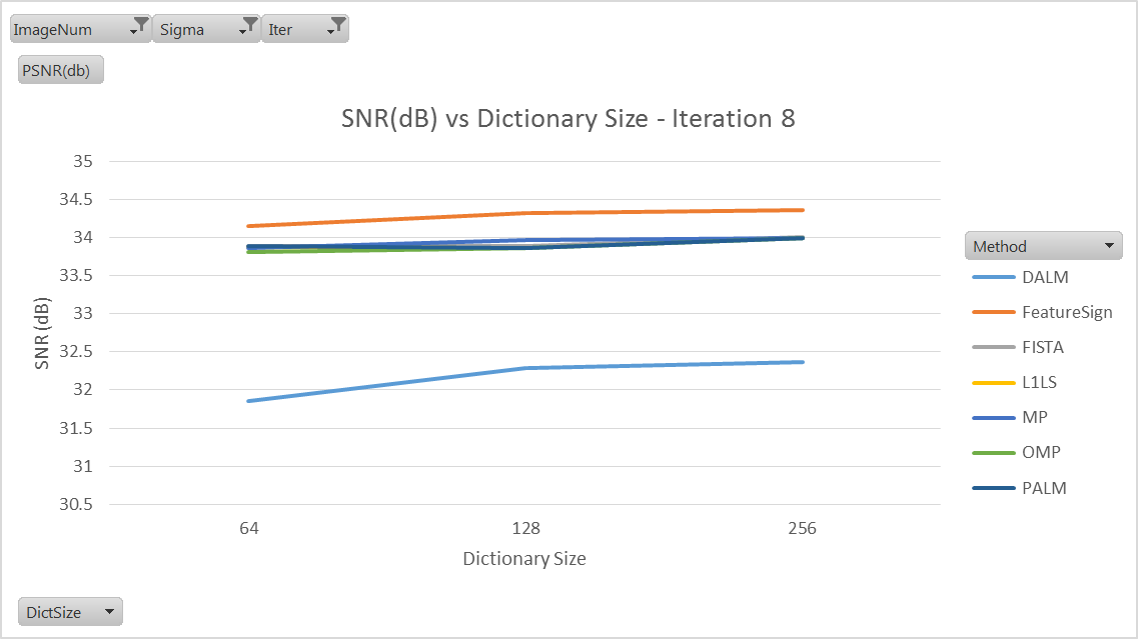 ImageNum Sigma Iter
PSNR(db)
SNR(dB) vs Dictionary Size - Iteration 8
35
34.5
34
33.5
33
32.5
32
31.5
31
30.5
SNR (dB)
64 128 256
Dictionary Size
Method
DALM
FeatureSign
FISTA
L1LS
MP
OMP
PALM
DictSize